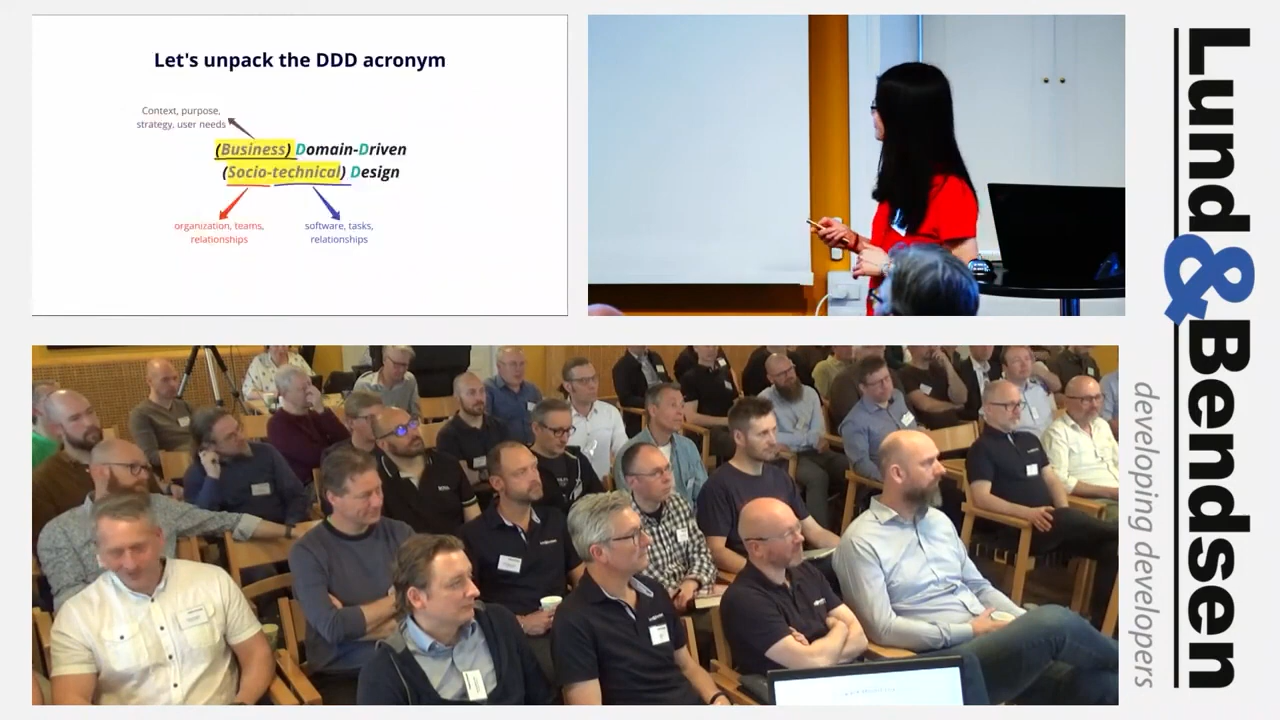 Let's unpack the DDD acronym
Context, purpose,
strategy, user needs
(Business) Domain-Driven
(Socio-technical) Design
organization, teams,
relationships
software, tasks,
relationships
Lund&Bendsen
developing developers